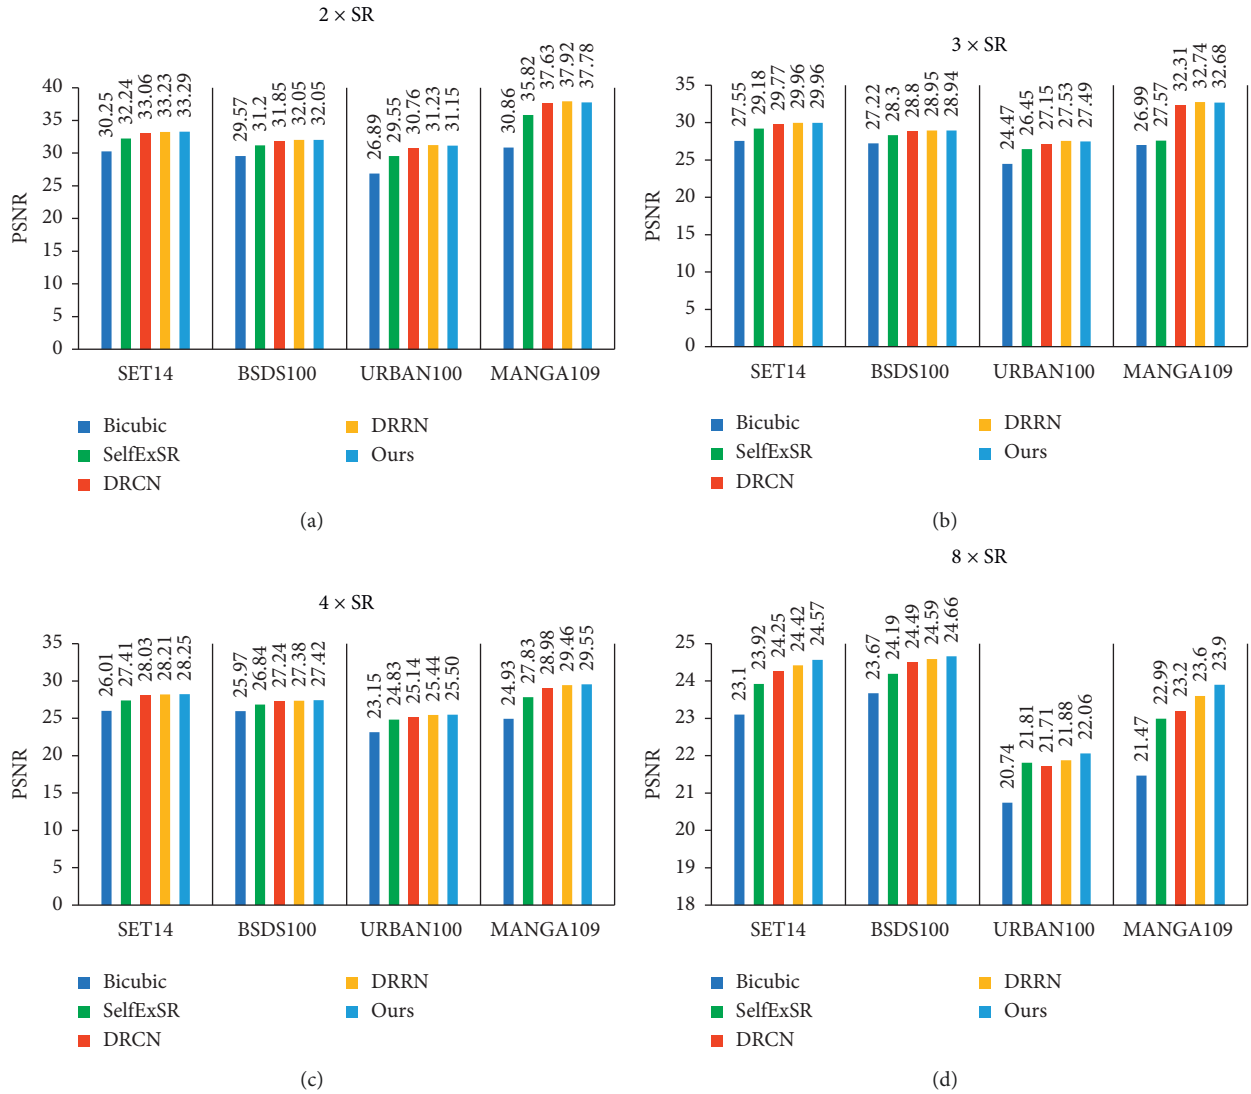 2 × SR
30.25 32.24 33.06 33.23 33.29
29.57 31.2 31.85 32.05 32.05
26.89 29.55 30.76 31.23 31.15
30.86 35.82 37.63 37.92 37.78
PSNR
40
35
30
25
20
15
10
5
0
SET14 BSDS100 URBAN100 MANGA109
Bicubic DRRN
SelfExSR Ours
DRCN
(a)
3 × SR
27.55 29.18 29.77 29.96 29.96
27.22 28.3 28.8 28.95 28.94
24.47 26.45 27.15 27.53 27.49
26.99 27.57 32.31 32.74 32.68
PSNR
35
30
25
20
15
10
5
0
SET14 BSDS100 URBAN100 MANGA109
Bicubic DRRN
SelfExSR Ours
DRCN
(b)
4 × SR
26.01 27.41 28.03 28.21 28.25
25.97 26.84 27.24 27.38 27.42
23.15 24.83 25.14 25.44 25.50
24.93 27.83 28.98 29.46 29.55
PSNR
35
30
25
20
15
10
5
0
SET14 BSDS100 URBAN100 MANGA109
Bicubic DRRN
SelfExSR Ours
DRCN
(c)
8 × SR
23.1 23.92 24.25 24.42 24.57
23.67 24.19 24.49 24.59 24.66
20.74 21.81 21.71 21.88 22.06
21.47 22.99 23.2 23.6 23.9
PSNR
25
24
23
22
21
20
19
18
SET14 BSDS100 URBAN100 MANGA109
Bicubic DRRN
SelfExSR Ours
DRCN
(d)